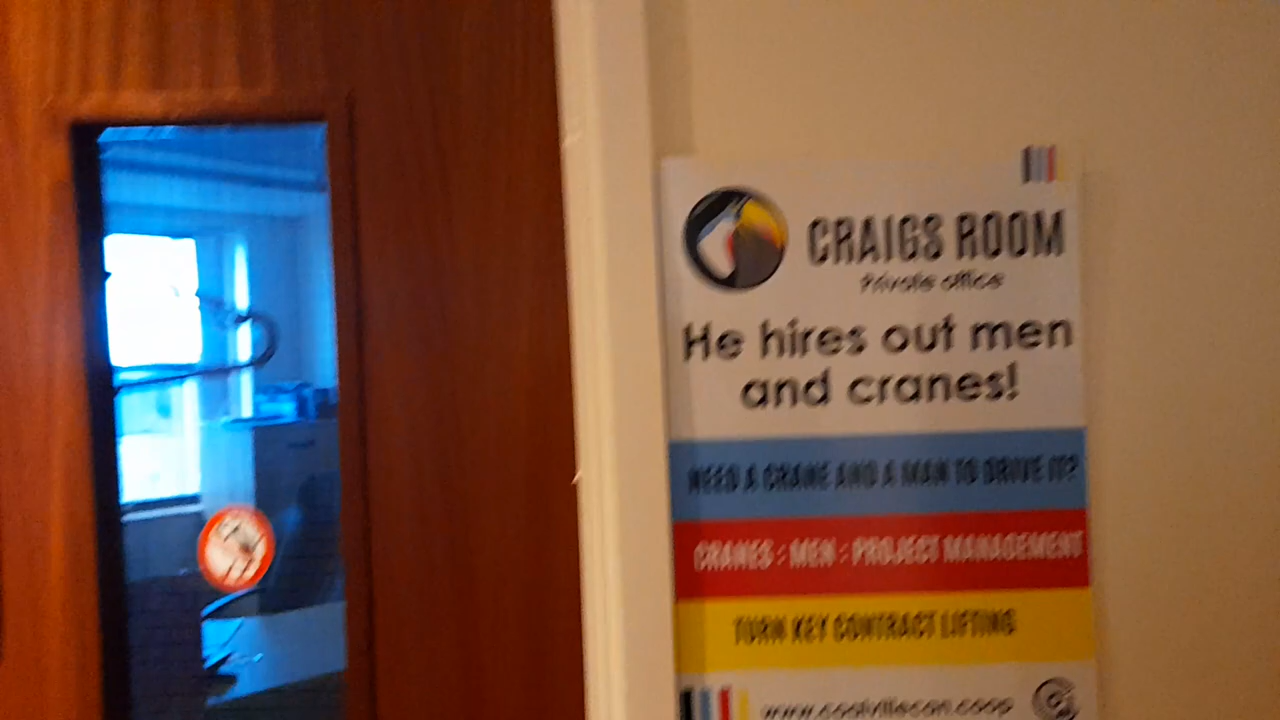 CRAIGS ROOM
Private office
He hires out men
and cranes!
NEED A CRANE AND A MAN TO DRIVE IT?
CRANES : MEN : PROJECT MANAGEMENT
TURN KEY CONTRACT LIFTING